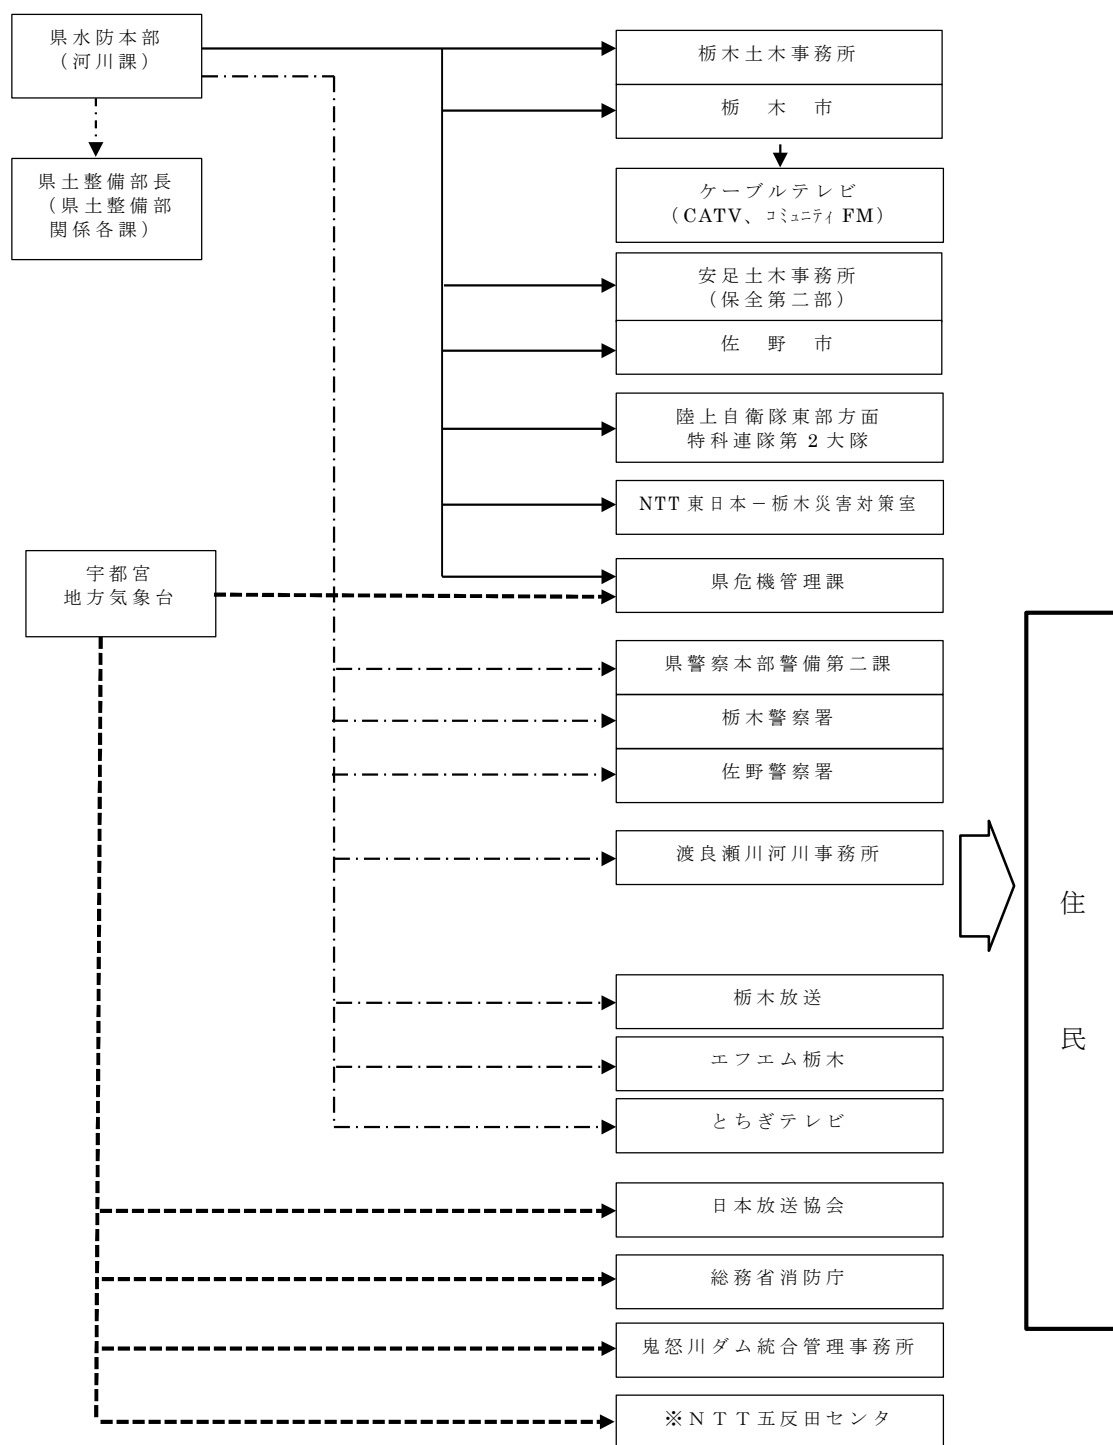 県水防本部
（河川課）
県土整備部長
（県土整備部
関係各課）
宇都宮
地方気象台
栃木土木事務所
栃　木　市
ケーブルテレビ
（CATV、コミュニティ FM）
安足土木事務所
（保全第二部）
佐　野　市
陸上自衛隊東部方面
特科連隊第 2 大隊
NTT 東日本－栃木災害対策室
県危機管理課
県警察本部警備第二課
栃木警察署
佐野警察署
渡良瀬川河川事務所
栃木放送
エフエム栃木
とちぎテレビ
日本放送協会
総務省消防庁
鬼怒川ダム統合管理事務所
※ＮＴＴ五反田センタ
住
民